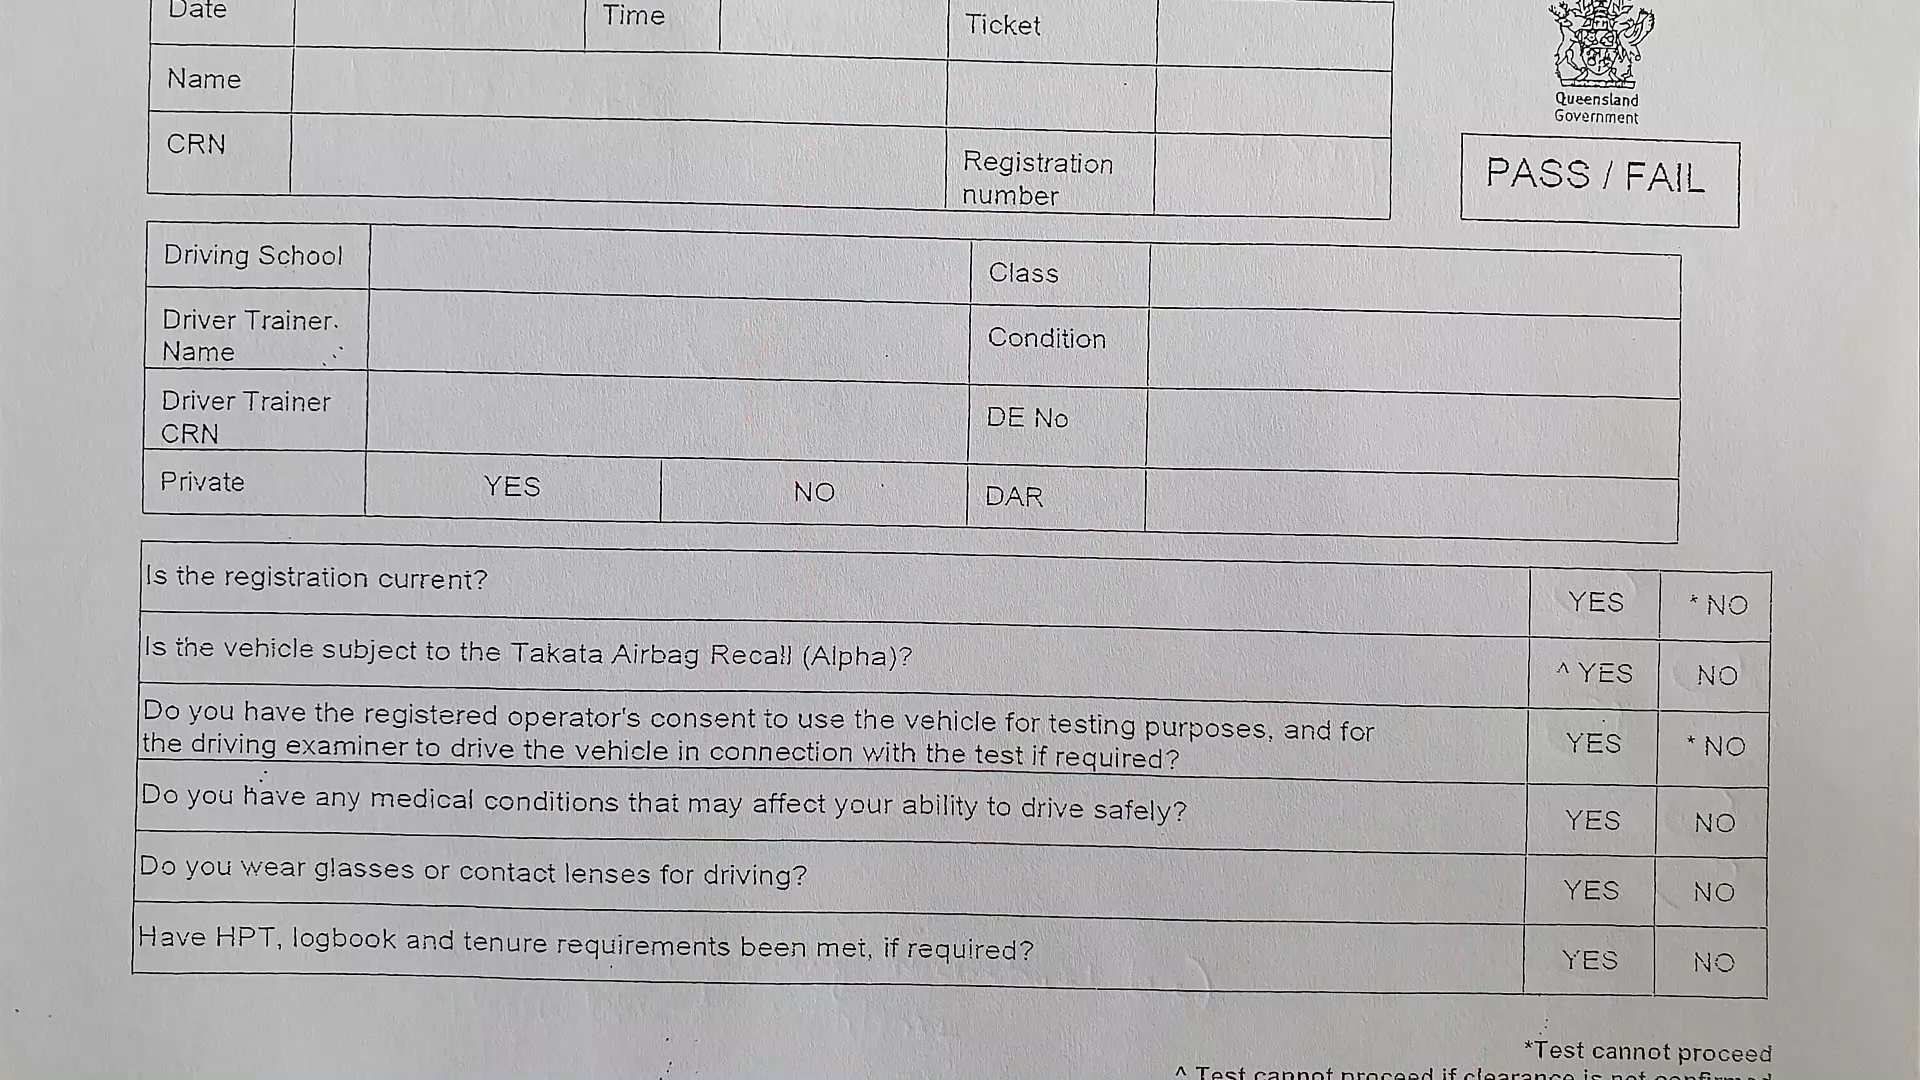 Date Time Ticket
Name
CRN Registration
number
Queensland
Government
PASS / FAIL
Driving School Class
Driver Trainer
Name Condition
Driver Trainer
CRN DE No
Private YES NO DAR
Is the registration current? YES * NO
Is the vehicle subject to the Takata Airbag Recall (Alpha)? ^ YES NO
Do you have the registered operator's consent to use the vehicle for testing purposes, and for
the driving examiner to drive the vehicle in connection with the test if required? YES * NO
Do you have any medical conditions that may affect your ability to drive safely? YES NO
Do you wear glasses or contact lenses for driving? YES NO
Have HPT, logbook and tenure requirements been met, if required? YES NO
*Test cannot proceed
^ Test cannot proceed if clearance is not confirmed